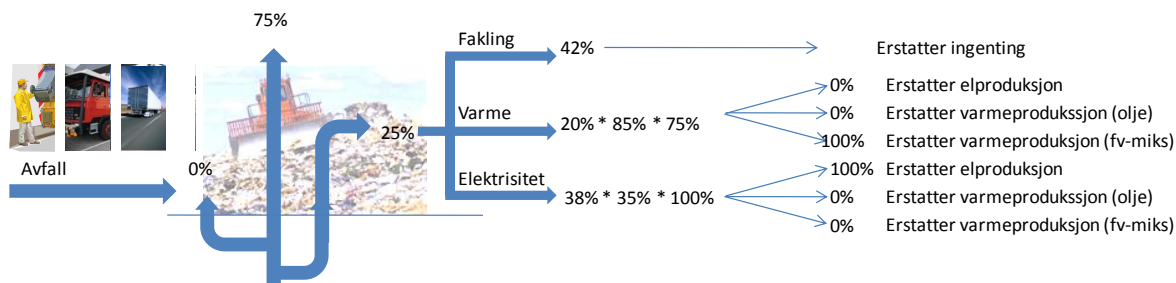 75%
Fakling
42%
Erstatter ingenting
0% Erstatter elproduksjon
Varme
20% * 85% * 75%
0% Erstatter varmeprodukssjon (olje)
25%
100% Erstatter varmeproduksjon (fv-miks)
Avfall
0%
Elektrisitet
38% * 35% * 100%
100% Erstatter elproduksjon
0% Erstatter varmeprodukssjon (olje)
0% Erstatter varmeproduksjon (fv-miks)